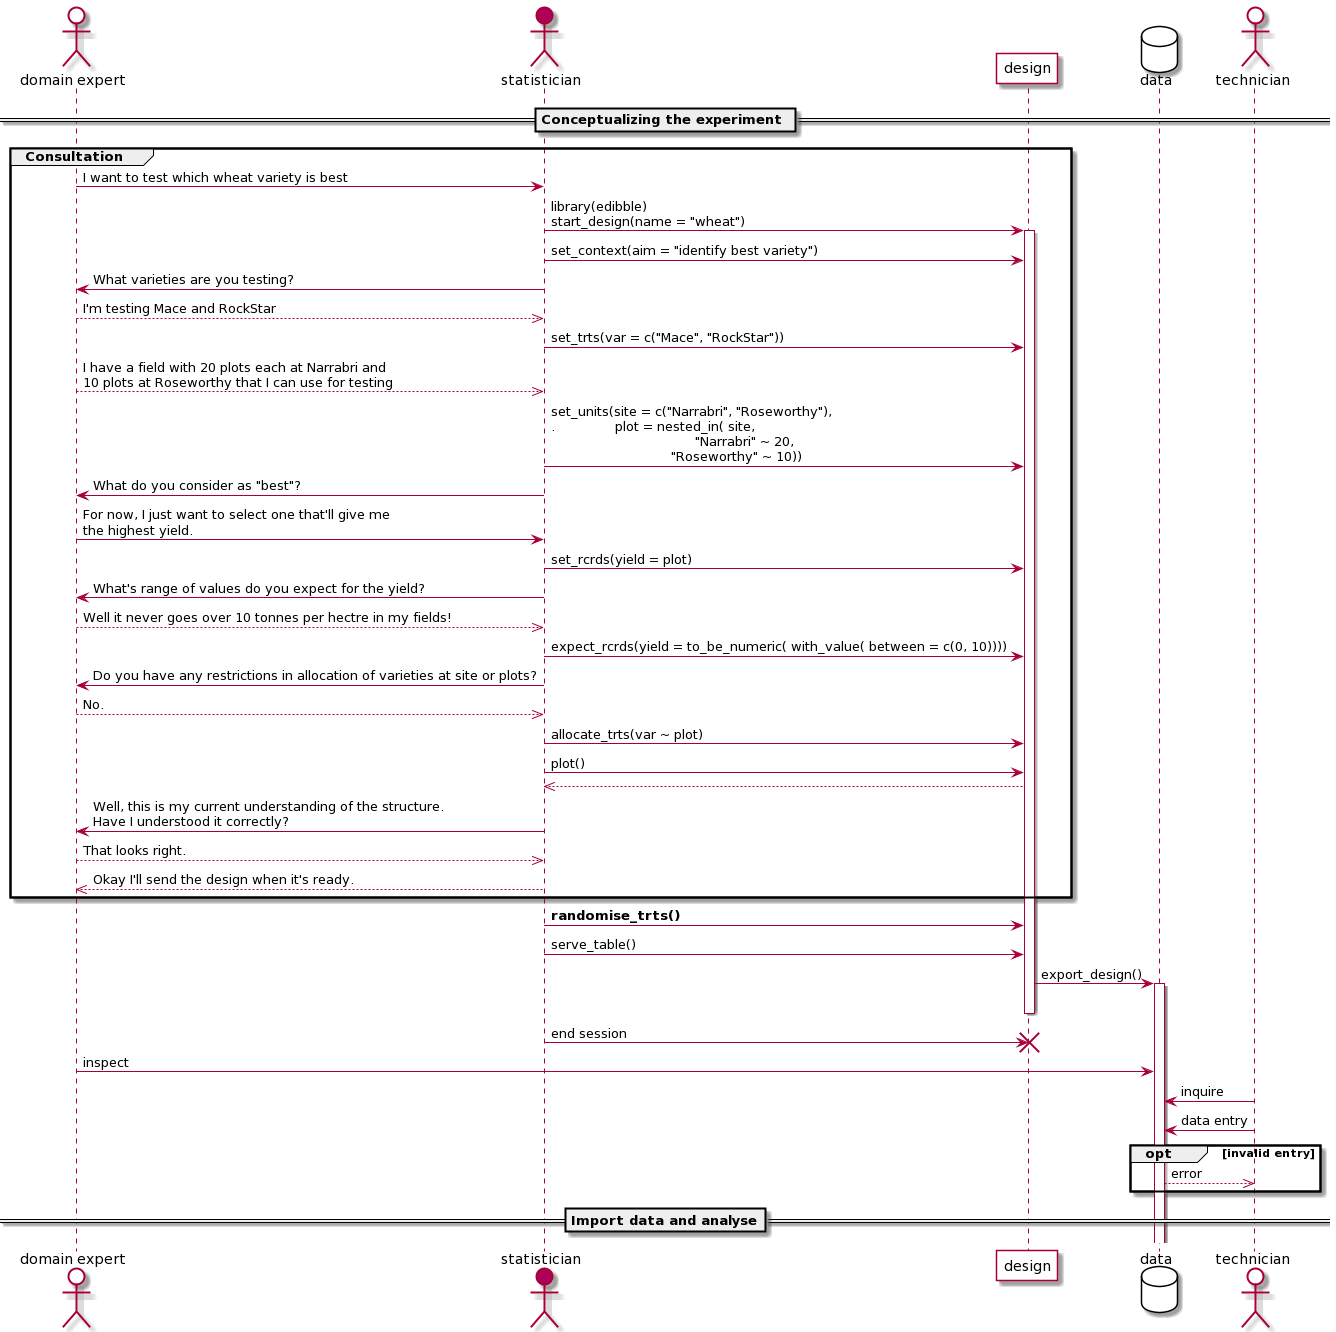 domain expert
statistician
design
data
technician
Conceptualizing the experiment
Consultation
I want to test which wheat variety is best
library(edibble)
start_design(name = "wheat")
set_context(aim = "identify best variety")
What varieties are you testing?
I'm testing Mace and RockStar
set_trts(var = c("Mace", "RockStar"))
I have a field with 20 plots each at Narrabri and
10 plots at Roseworthy that I can use for testing
set_units(site = c("Narrabri", "Roseworthy"),
. plot = nested_in( site,
"Narrabri" ~ 20,
"Roseworthy" ~ 10))
What do you consider as "best"?
For now, I just want to select one that'll give me
the highest yield.
set_rcrds(yield = plot)
What's range of values do you expect for the yield?
Well it never goes over 10 tonnes per hectre in my fields!
expect_rcrds(yield = to_be_numeric( with_value( between = c(0, 10))))
Do you have any restrictions in allocation of varieties at site or plots?
No.
allocate_trts(var ~ plot)
plot()
Well, this is my current understanding of the structure.
Have I understood it correctly?
That looks right.
Okay I'll send the design when it's ready.
randomise_trts()
serve_table()
export_design()
end session
inspect
inquire
data entry
opt [invalid entry]
error
Import data and analyse
domain expert
statistician
design
data
technician